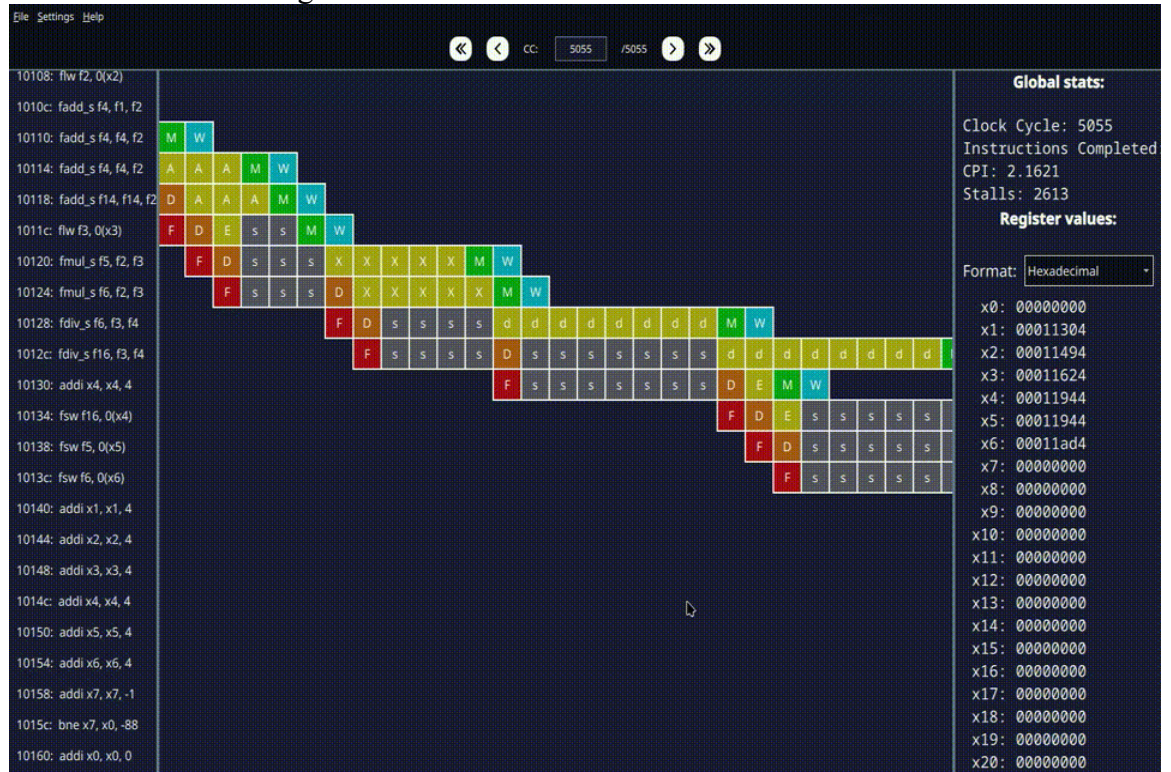 File Settings Help
CC: 5055 /5055
10108: flw f2, 0(x2)
1010c: fadd_s f4, f1, f2
10110: fadd_s f4, f4, f2 M W
10114: fadd_s f4, f4, f2 A A A M W
10118: fadd_s f14, f14, f2 D A A A M W
1011c: flw f3, 0(x3) F D E s s M W
10120: fmul_s f5, f2, f3 F D s s s X X X X X M W
10124: fmul_s f6, f2, f3 F s s s D X X X X X M W
10128: fdiv_s f6, f3, f4 F D s s s s d d d d d d d d M W
1012c: fdiv_s f16, f3, f4 F s s s s D s s s s s s s d d d d d d d d
10130: addi x4, x4, 4 F s s s s s s s D E M W
10134: fsw f16, 0(x4) F D E s s s s s
10138: fsw f5, 0(x5) F D s s s s s
1013c: fsw f6, 0(x6) F s s s s s
10140: addi x1, x1, 4
10144: addi x2, x2, 4
10148: addi x3, x3, 4
1014c: addi x4, x4, 4
10150: addi x5, x5, 4
10154: addi x6, x6, 4
10158: addi x7, x7, -1
1015c: bne x7, x0, -88
10160: addi x0, x0, 0
Global stats:
Clock Cycle: 5055
Instructions Completed
CPI: 2.1621
Stalls: 2613
Register values:
Format: Hexadecimal
x0: 00000000
x1: 00011304
x2: 00011494
x3: 00011624
x4: 00011944
x5: 00011944
x6: 00011ad4
x7: 00000000
x8: 00000000
x9: 00000000
x10: 00000000
x11: 00000000
x12: 00000000
x13: 00000000
x14: 00000000
x15: 00000000
x16: 00000000
x17: 00000000
x18: 00000000
x19: 00000000
x20: 00000000